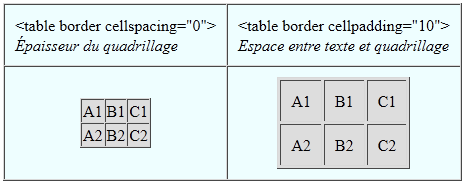 <table border cellspacing="0"> <table border cellpadding="10">
Épaisseur du quadrillage Espace entre texte et quadrillage
A1 B1 C1 A1 B1 C1
A2 B2 C2 A2 B2 C2